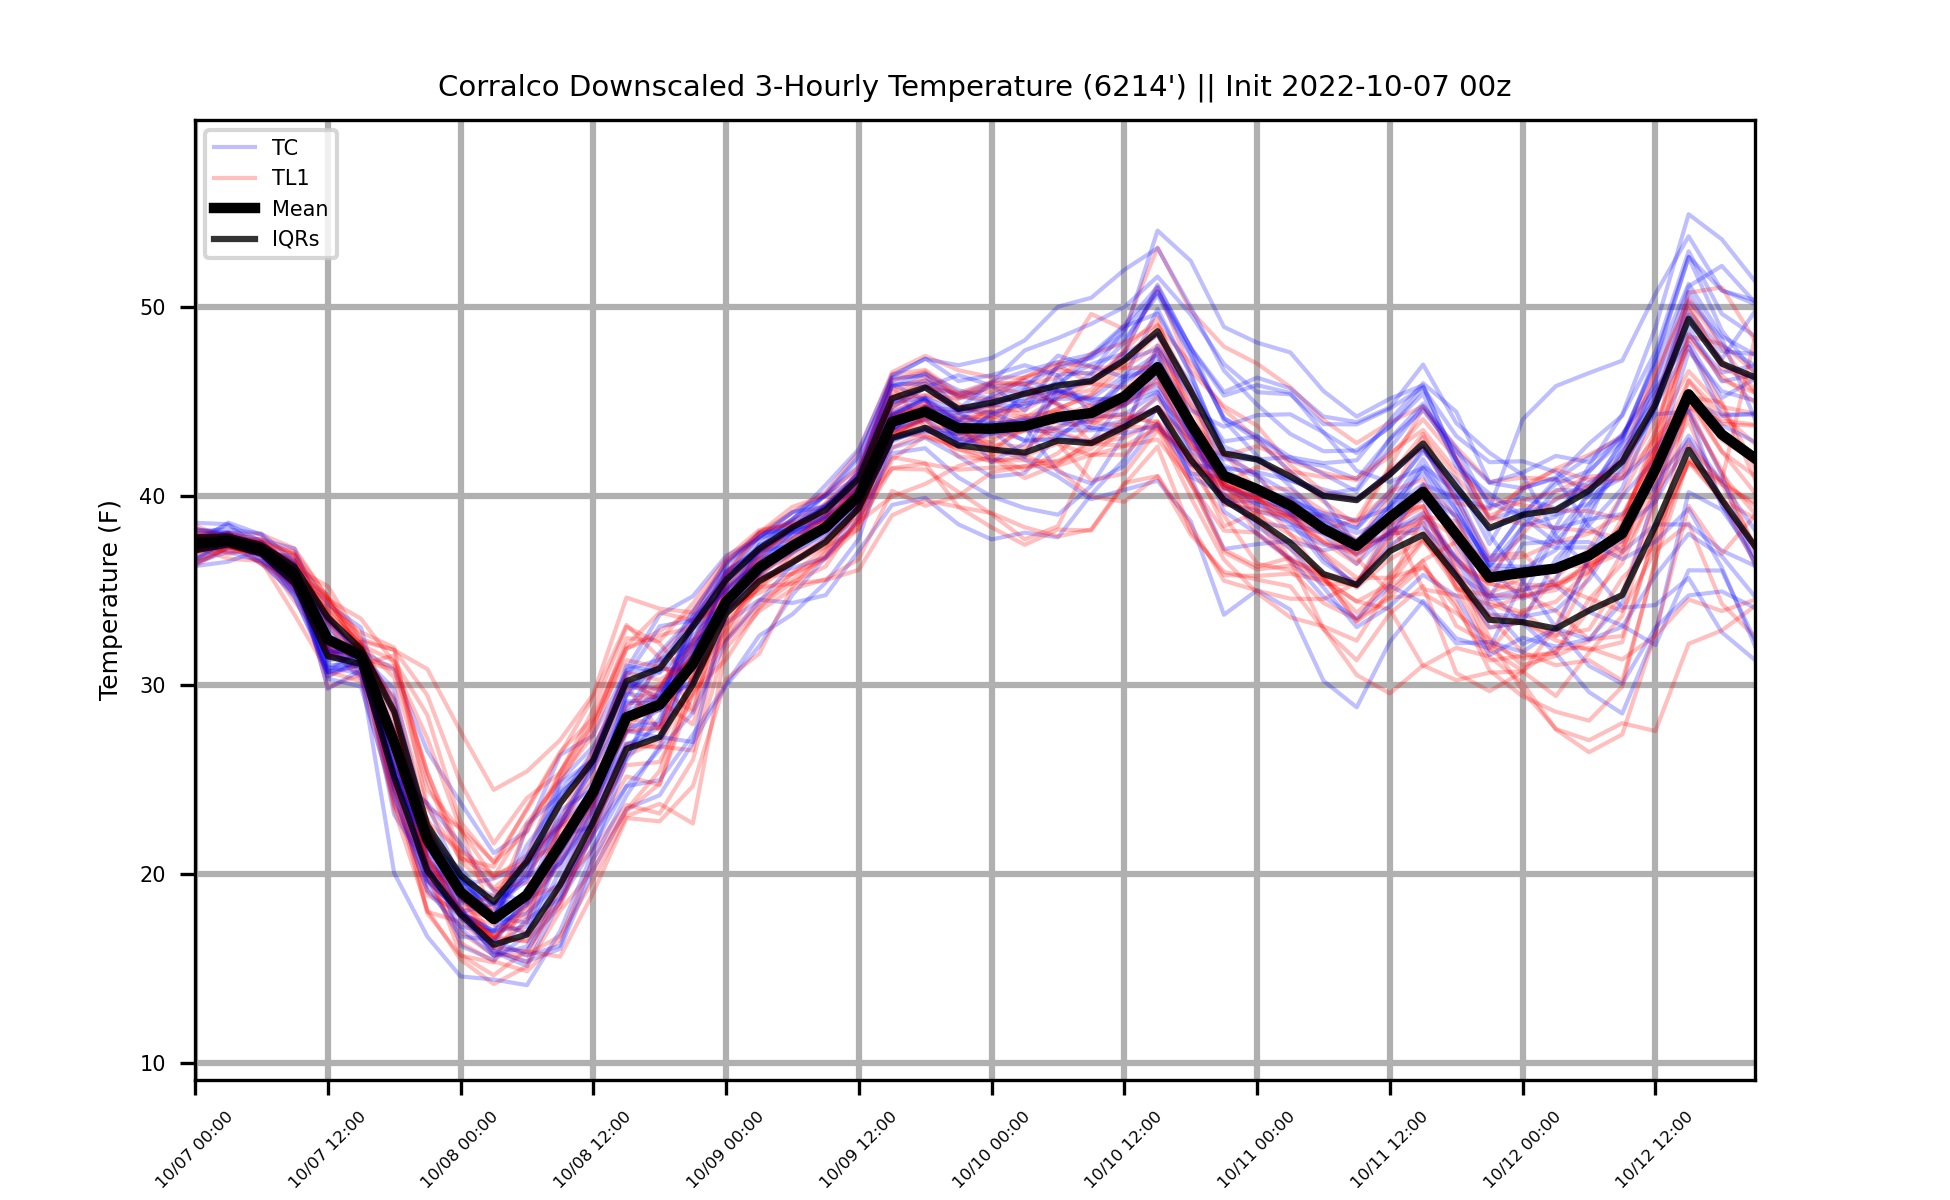 Corralco Downscaled 3-Hourly Temperature (6214') || Init 2022-10-07 00z
TC
TL1
Mean
IQRs
Temperature (F)
50
40
30
20
10
10/07 00:00
10/07 12:00
10/08 00:00
10/08 12:00
10/09 00:00
10/09 12:00
10/10 00:00
10/10 12:00
10/11 00:00
10/11 12:00
10/12 00:00
10/12 12:00